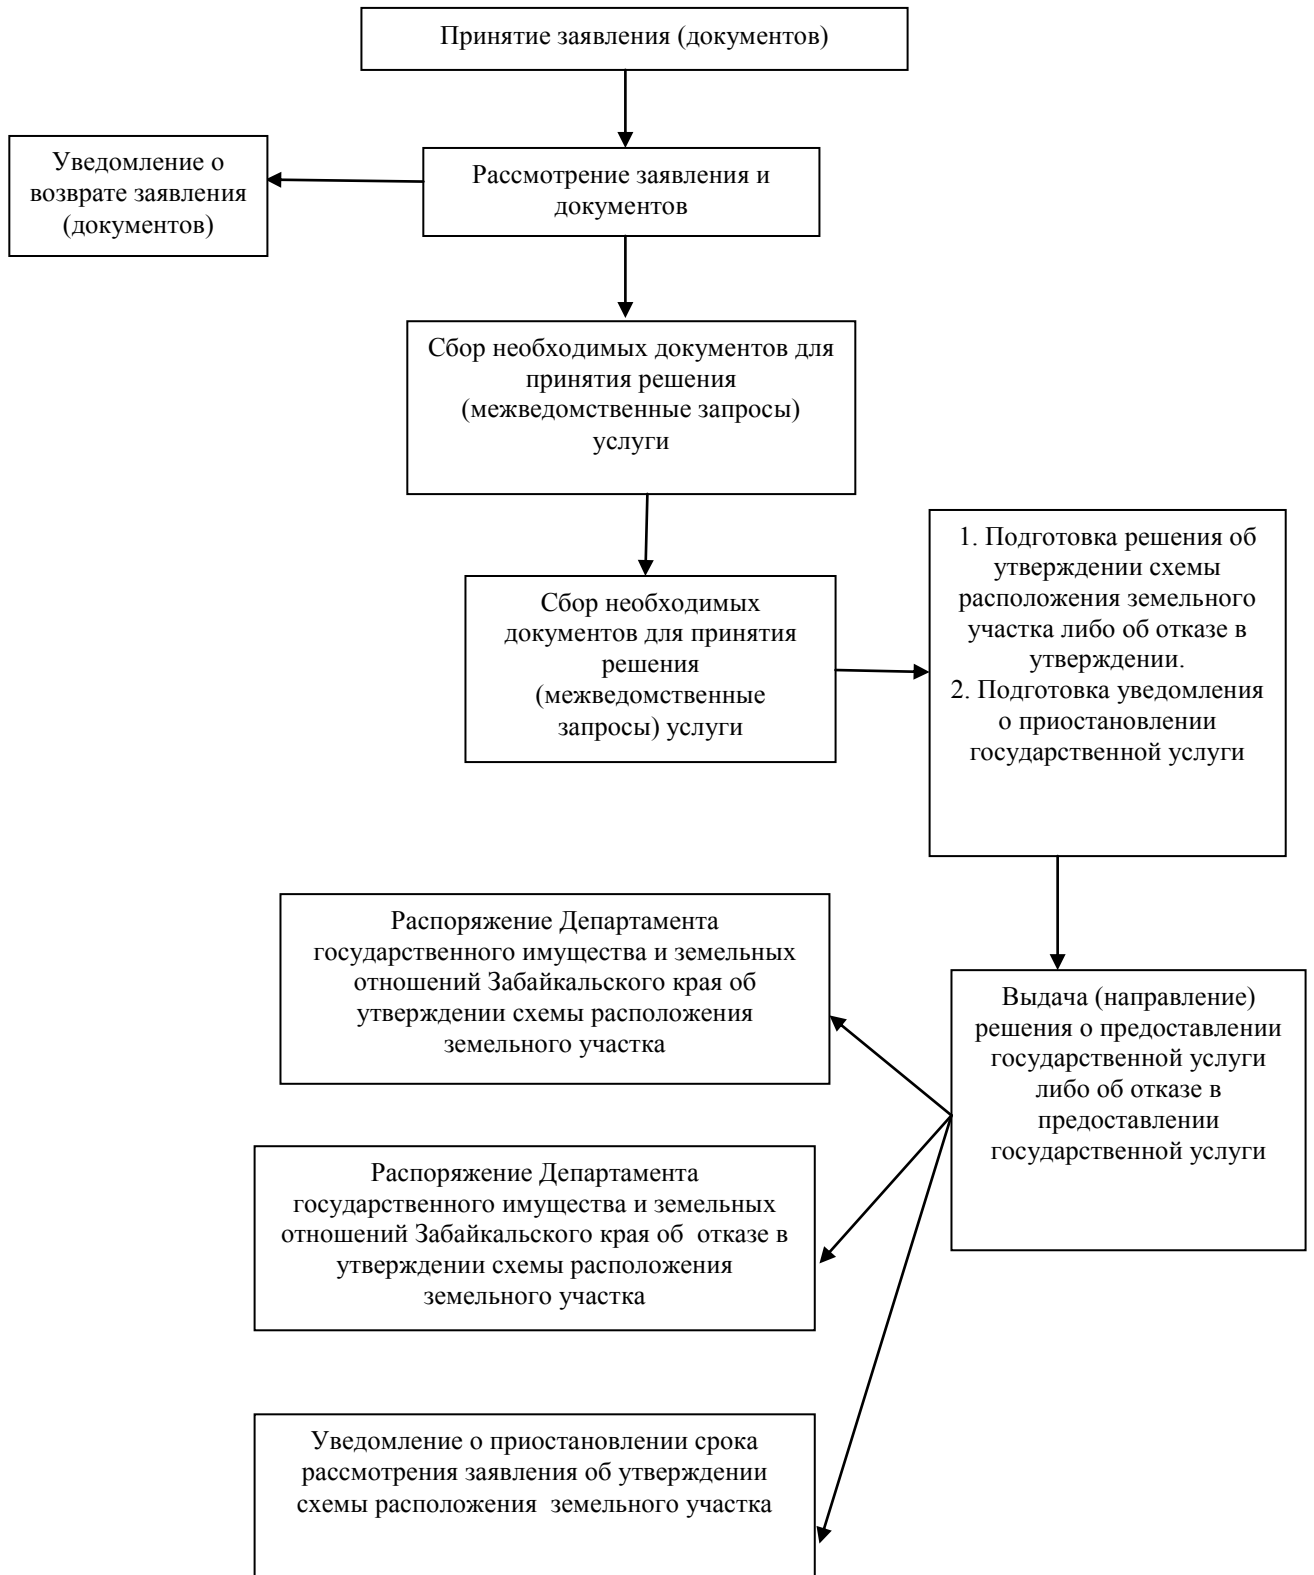 Принятие заявления (документов)
Уведомление о
возврате заявления
(документов)
Рассмотрение заявления и
документов
Сбор необходимых документов для
принятия решения
(межведомственные запросы)
услуги
Сбор необходимых
документов для принятия
решения
(межведомственные
запросы) услуги
1. Подготовка решения об
утверждении схемы
расположения земельного
участка либо об отказе в
утверждении.
2. Подготовка уведомления
о приостановлении
государственной услуги
Распоряжение Департамента
государственного имущества и земельных
отношений Забайкальского края об
утверждении схемы расположения
земельного участка
Выдача (направление)
решения о предоставлении
государственной услуги
либо об отказе в
предоставлении
государственной услуги
Распоряжение Департамента
государственного имущества и земельных
отношений Забайкальского края об  отказе в
утверждении схемы расположения
земельного участка
Уведомление о приостановлении срока
рассмотрения заявления об утверждении
схемы расположения  земельного участка